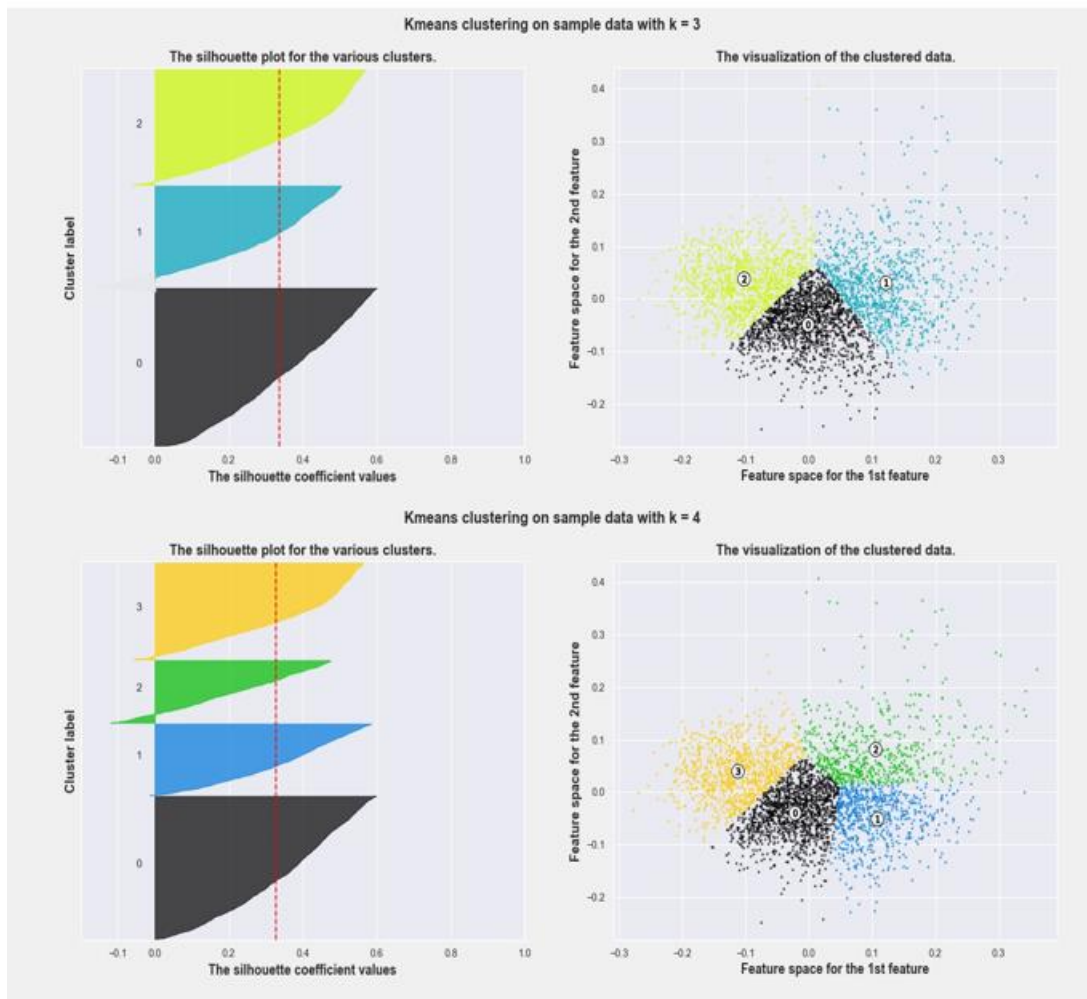 Kmeans clustering on sample data with k = 3
The silhouette plot for the various clusters.
Cluster label
2
1
0
-0.1 0.0 0.2 0.4 0.6 0.8 1.0
The silhouette coefficient values
The visualization of the clustered data.
Feature space for the 2nd feature
0.4
0.3
0.2
0.1
0.0
−0.1
−0.2
2
1
0
−0.3 −0.2 −0.1 0.0 0.1 0.2 0.3
Feature space for the 1st feature
Kmeans clustering on sample data with k = 4
The silhouette plot for the various clusters.
Cluster label
3
2
1
0
−0.1 0.0 0.2 0.4 0.6 0.8 1.0
The silhouette coefficient values
The visualization of the clustered data.
Feature space for the 2nd feature
0.4
0.3
0.2
0.1
0.0
−0.1
−0.2
3
2
0
1
−0.3 −0.2 −0.1 0.0 0.1 0.2 0.3
Feature space for the 1st feature